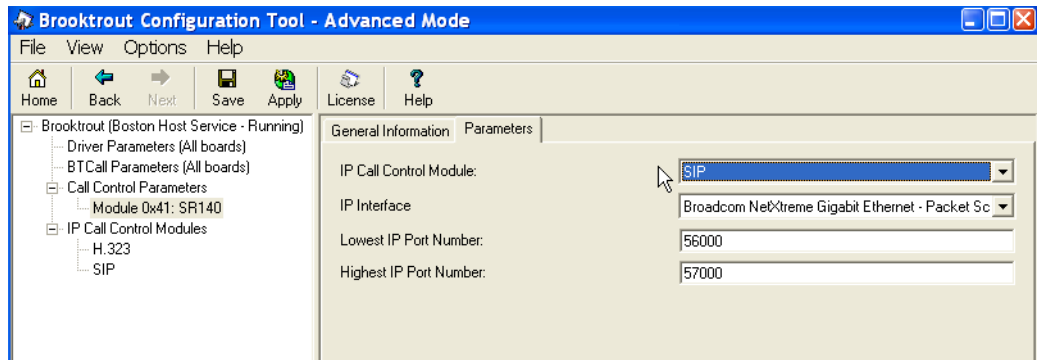 Brooktrout Configuration Tool - Advanced Mode
File View Options Help
Home Back Next Save Apply License Help
Brooktrout (Boston Host Service - Running)
Driver Parameters (All boards)
BTCall Parameters (All boards)
Call Control Parameters
Module 0x41: SR140
IP Call Control Modules
H.323
SIP
General Information Parameters
IP Call Control Module: SIP
IP Interface Broadcom NetXtreme Gigabit Ethernet - Packet Sc
Lowest IP Port Number: 56000
Highest IP Port Number: 57000